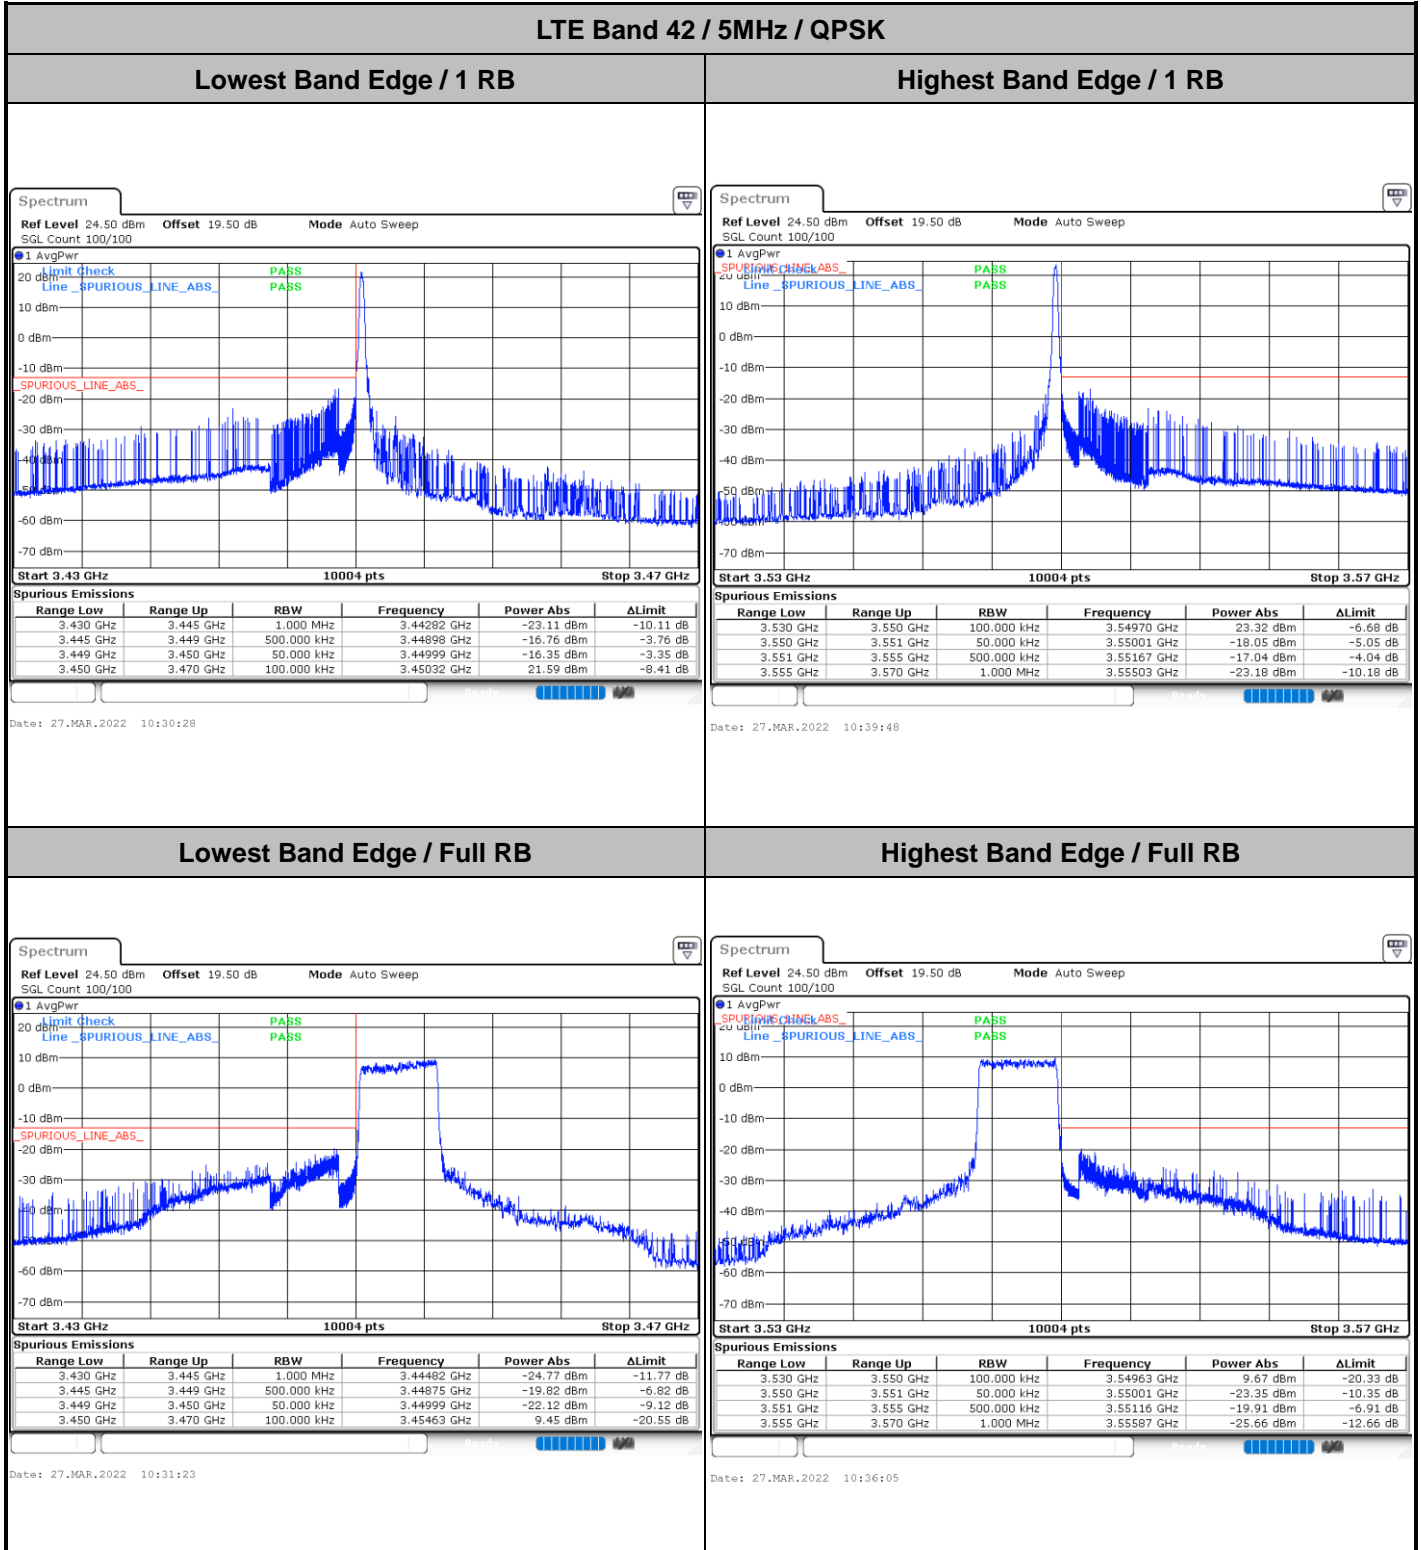 LTE Band 42 / 5MHz / QPSK
Lowest Band Edge / 1 RB
Highest Band Edge / 1 RB
Spectrum
Ref Level 24.50 dBm Offset 19.50 dB Mode Auto Sweep
SGL Count 100/100
1 AvgPwr
Limit Check PASS
Line _SPURIOUS_LINE_ABS_ PASS
20 dBm
10 dBm
0 dBm
-10 dBm
_SPURIOUS_LINE_ABS_
-20 dBm
-30 dBm
-40 dBm
-50 dBm
-60 dBm
-70 dBm
Start 3.43 GHz 10004 pts Stop 3.47 GHz
Spurious Emissions
Range Low Range Up RBW Frequency Power Abs ΔLimit
3.430 GHz 3.445 GHz 1.000 MHz 3.44282 GHz -23.11 dBm -10.11 dB
3.445 GHz 3.449 GHz 500.000 kHz 3.44898 GHz -16.76 dBm -3.76 dB
3.449 GHz 3.450 GHz 50.000 kHz 3.44999 GHz -16.35 dBm -3.35 dB
3.450 GHz 3.470 GHz 100.000 kHz 3.45032 GHz 21.59 dBm -8.41 dB
Ready
Date: 27.MAR.2022 10:30:28
Spectrum
Ref Level 24.50 dBm Offset 19.50 dB Mode Auto Sweep
SGL Count 100/100
1 AvgPwr
_SPURIOUS_LINE_ABS_
Limit Check PASS
Line _SPURIOUS_LINE_ABS_ PASS
20 dBm
10 dBm
0 dBm
-10 dBm
-20 dBm
-30 dBm
-40 dBm
-50 dBm
-60 dBm
-70 dBm
Start 3.53 GHz 10004 pts Stop 3.57 GHz
Spurious Emissions
Range Low Range Up RBW Frequency Power Abs ΔLimit
3.530 GHz 3.550 GHz 100.000 kHz 3.54970 GHz 23.32 dBm -6.68 dB
3.550 GHz 3.551 GHz 50.000 kHz 3.55001 GHz -18.05 dBm -5.05 dB
3.551 GHz 3.555 GHz 500.000 kHz 3.55167 GHz -17.04 dBm -4.04 dB
3.555 GHz 3.570 GHz 1.000 MHz 3.55503 GHz -23.18 dBm -10.18 dB
Ready
Date: 27.MAR.2022 10:39:48
Lowest Band Edge / Full RB
Highest Band Edge / Full RB
Spectrum
Ref Level 24.50 dBm Offset 19.50 dB Mode Auto Sweep
SGL Count 100/100
1 AvgPwr
Limit Check PASS
Line _SPURIOUS_LINE_ABS_ PASS
20 dBm
10 dBm
0 dBm
-10 dBm
_SPURIOUS_LINE_ABS_
-20 dBm
-30 dBm
-40 dBm
-50 dBm
-60 dBm
-70 dBm
Start 3.43 GHz 10004 pts Stop 3.47 GHz
Spurious Emissions
Range Low Range Up RBW Frequency Power Abs ΔLimit
3.430 GHz 3.445 GHz 1.000 MHz 3.44482 GHz -24.77 dBm -11.77 dB
3.445 GHz 3.449 GHz 500.000 kHz 3.44875 GHz -19.82 dBm -6.82 dB
3.449 GHz 3.450 GHz 50.000 kHz 3.44999 GHz -22.12 dBm -9.12 dB
3.450 GHz 3.470 GHz 100.000 kHz 3.45463 GHz 9.45 dBm -20.55 dB
Ready
Date: 27.MAR.2022 10:31:23
Spectrum
Ref Level 24.50 dBm Offset 19.50 dB Mode Auto Sweep
SGL Count 100/100
1 AvgPwr
_SPURIOUS_LINE_ABS_
Limit Check PASS
Line _SPURIOUS_LINE_ABS_ PASS
20 dBm
10 dBm
0 dBm
-10 dBm
-20 dBm
-30 dBm
-40 dBm
-50 dBm
-60 dBm
-70 dBm
Start 3.53 GHz 10004 pts Stop 3.57 GHz
Spurious Emissions
Range Low Range Up RBW Frequency Power Abs ΔLimit
3.530 GHz 3.550 GHz 100.000 kHz 3.54963 GHz 9.67 dBm -20.33 dB
3.550 GHz 3.551 GHz 50.000 kHz 3.55001 GHz -23.35 dBm -10.35 dB
3.551 GHz 3.555 GHz 500.000 kHz 3.55116 GHz -19.91 dBm -6.91 dB
3.555 GHz 3.570 GHz 1.000 MHz 3.55587 GHz -25.66 dBm -12.66 dB
Ready
Date: 27.MAR.2022 10:36:05